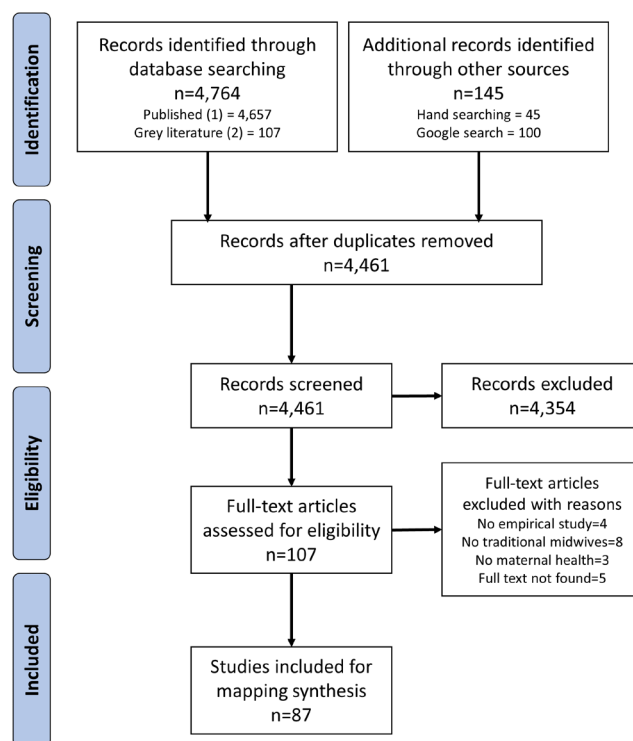 Identification
Records identified through
database searching
n=4,764
Published (1) = 4,657
Grey literature (2) = 107
Additional records identified
through other sources
n=145
Hand searching = 45
Google search = 100
Screening
Records after duplicates removed
n=4,461
Records screened
n=4,461
Records excluded
n=4,354
Eligibility
Full-text articles
assessed for eligibility
n=107
Full-text articles
excluded with reasons
No empirical study=4
No traditional midwives=8
No maternal health=3
Full text not found=5
Included
Studies included for
mapping synthesis
n=87